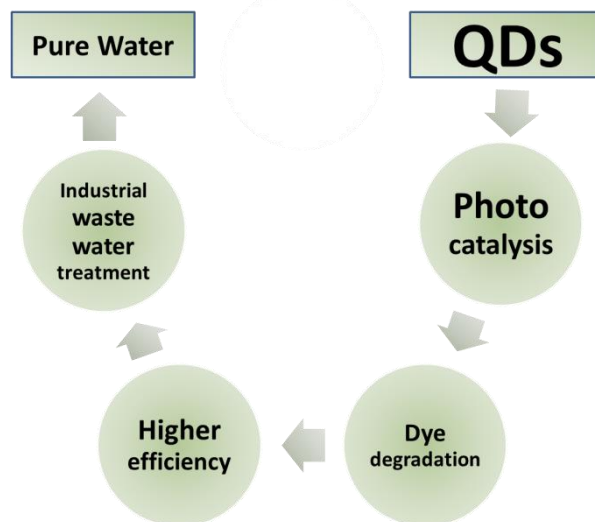 Pure Water
QDs
Industrial
waste
water
treatment
Photo
catalysis
Higher
efficiency
Dye
degradation